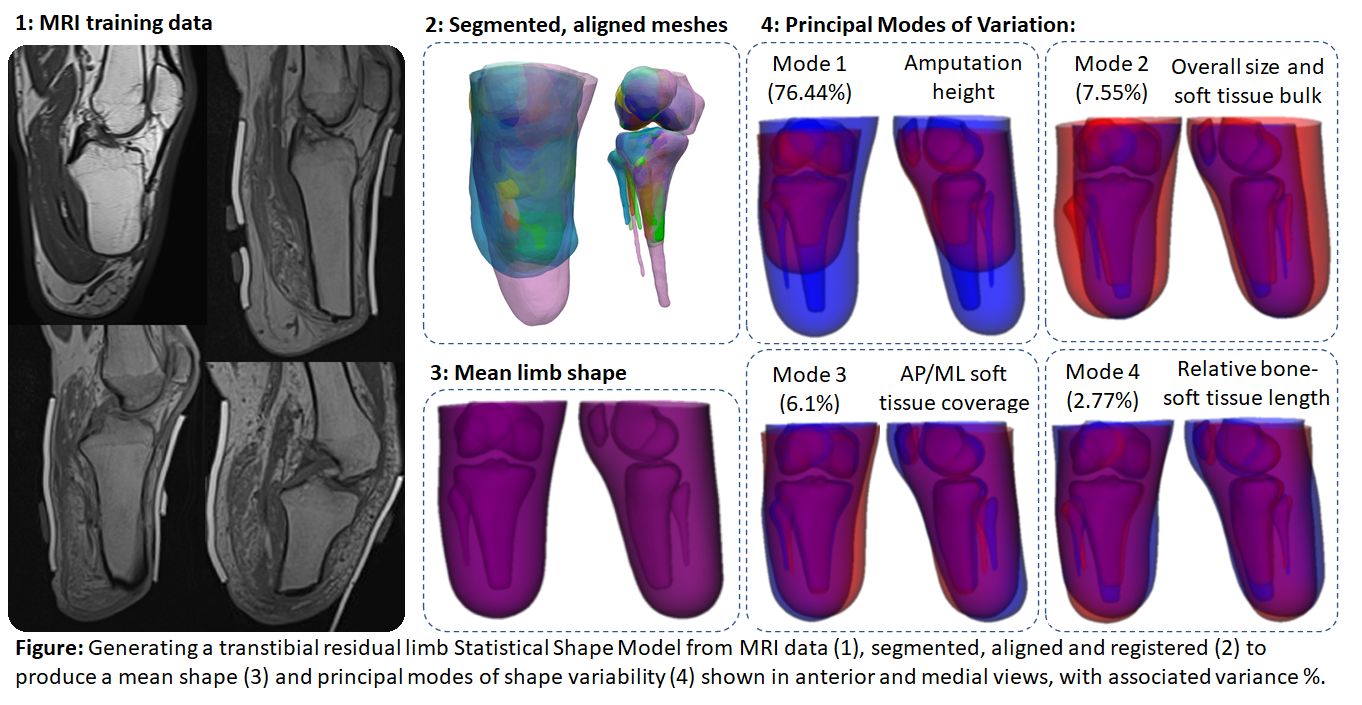 1: MRI training data
2: Segmented, aligned meshes
3: Mean limb shape
4: Principal Modes of Variation:
Mode 1
(76.44%)
Amputation
height
Mode 2
(7.55%)
Overall size and
soft tissue bulk
Mode 3
(6.1%)
AP/ML soft
tissue coverage
Mode 4
(2.77%)
Relative bone-
soft tissue length
Figure: Generating a transtibial residual limb Statistical Shape Model from MRI data (1), segmented, aligned and registered (2) to
produce a mean shape (3) and principal modes of shape variability (4) shown in anterior and medial views, with associated variance %.